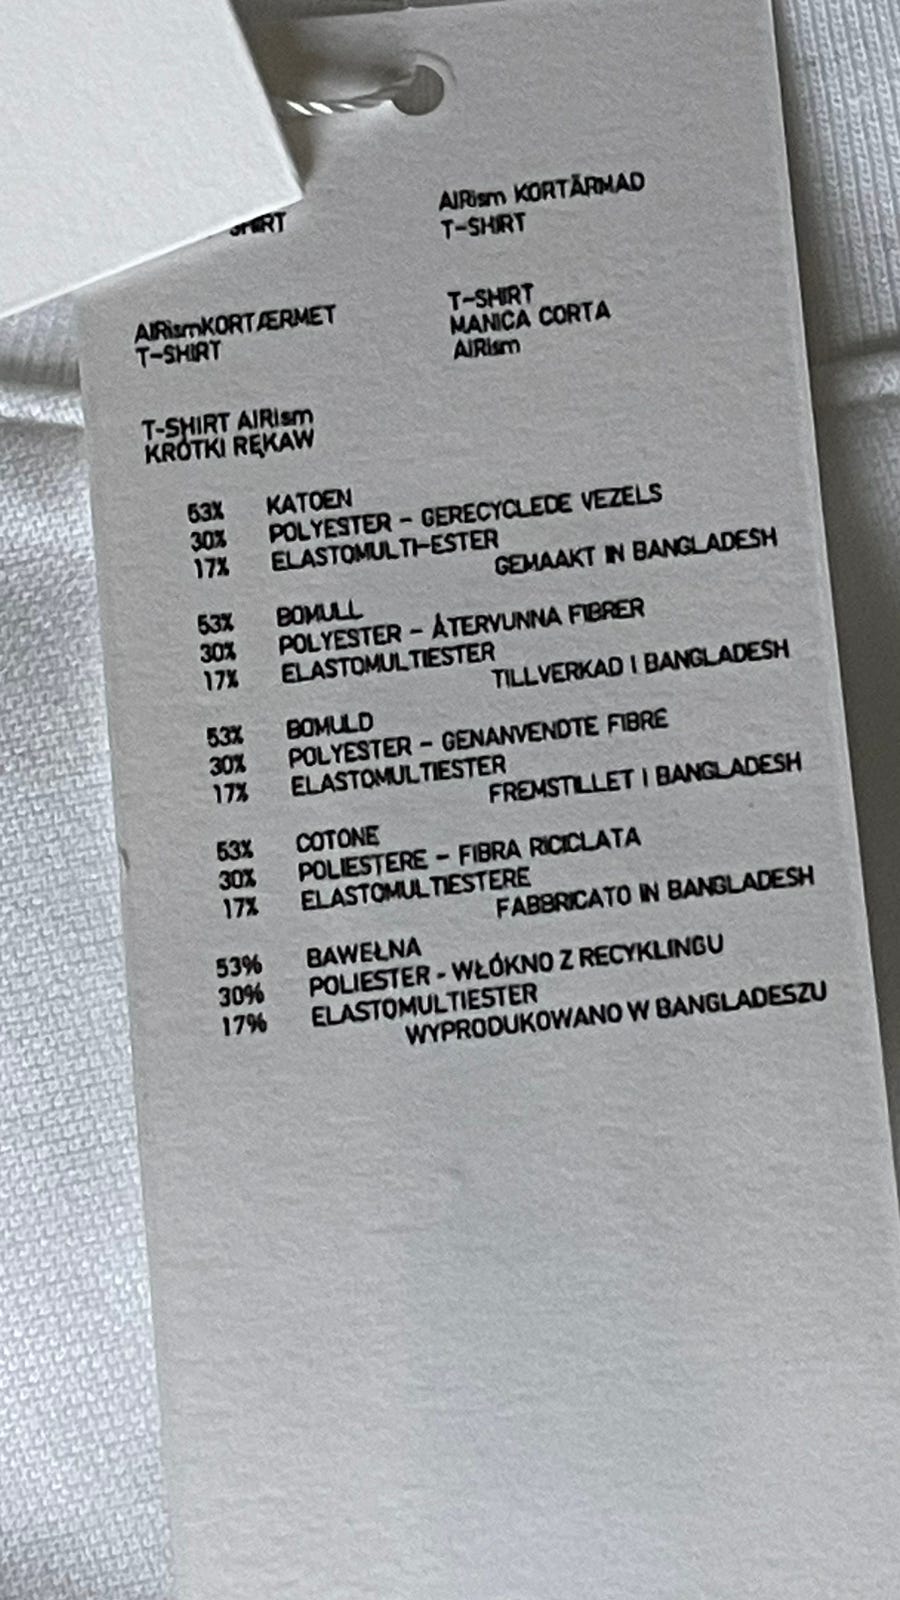 SHIRT
AIRism KORTÄRMAD
T-SHIRT
AIRismKORTÆRMET
T-SHIRT
T-SHIRT
MANICA CORTA
AIRism
T-SHIRT AIRism
KRÓTKI RĘKAW
53% KATOEN
30% POLYESTER - GERECYCLEDE VEZELS
17% ELASTOMULTI-ESTER
GEMAAKT IN BANGLADESH
53% BOMULL
30% POLYESTER - ÅTERVUNNA FIBRER
17% ELASTOMULTIESTER
TILLVERKAD I BANGLADESH
53% BOMULD
30% POLYESTER - GENANVENDTE FIBRE
17% ELASTOMULTIESTER
FREMSTILLET I BANGLADESH
53% COTONE
30% POLIESTERE - FIBRA RICICLATA
17% ELASTOMULTIESTERE
FABBRICATO IN BANGLADESH
53% BAWEŁNA
30% POLIESTER - WŁÓKNO Z RECYKLINGU
17% ELASTOMULTIESTER
WYPRODUKOWANO W BANGLADESZU